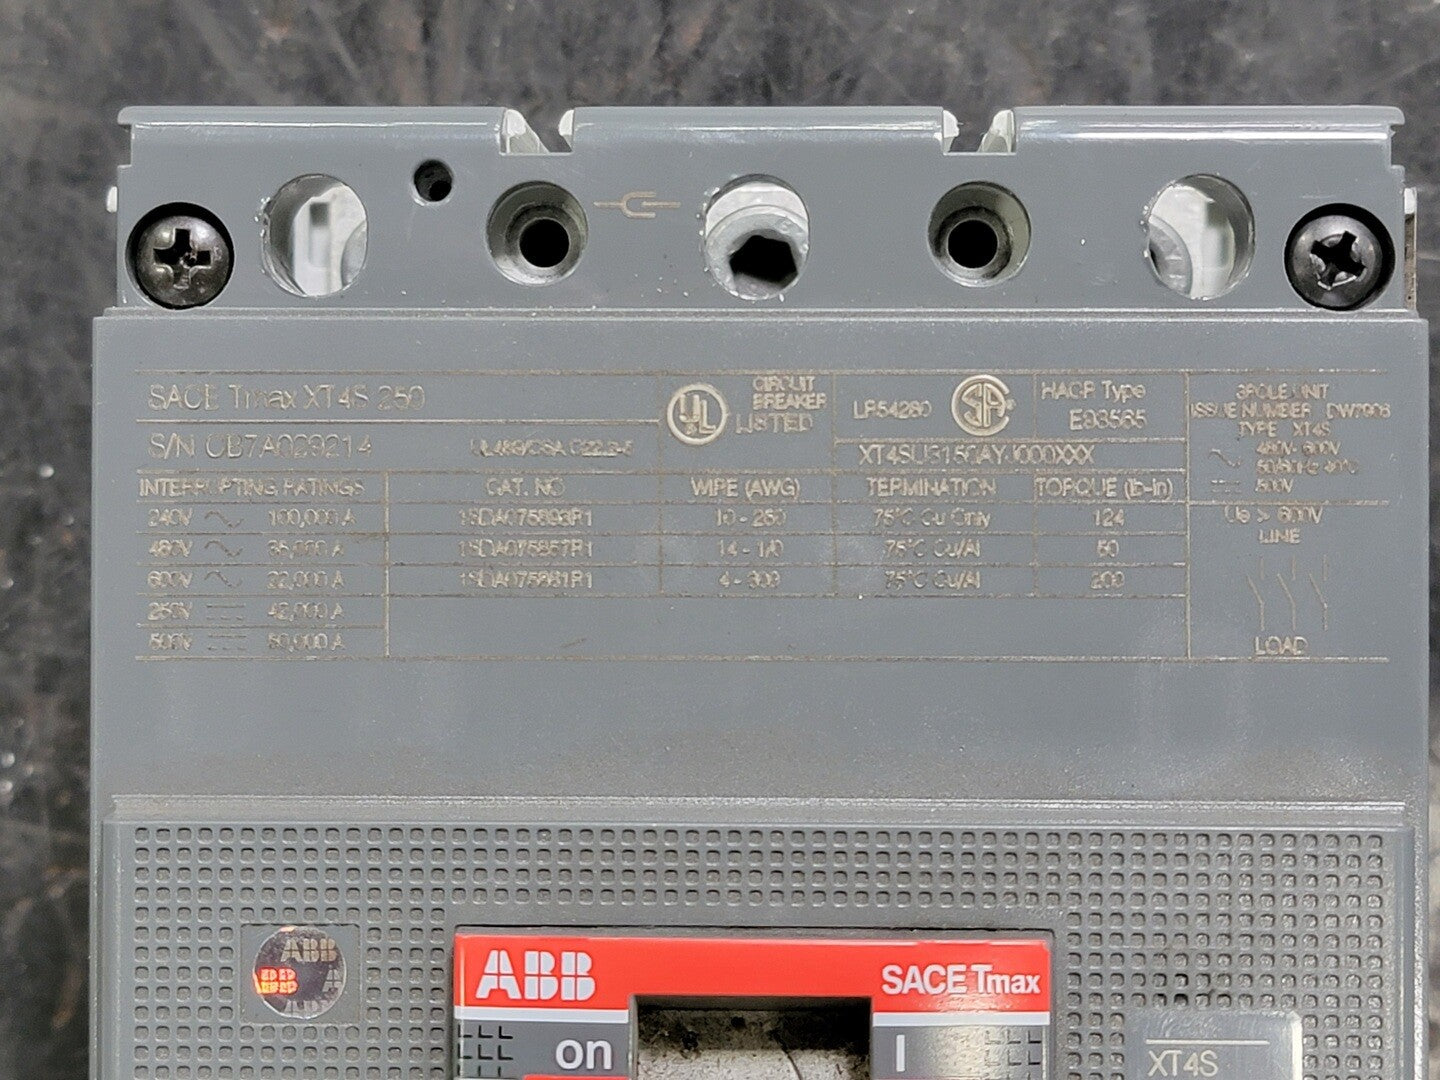 SACE Tmax XT4S 250
S/N CB7A029214
UL489/CSA C22.2-5
UL
CIRCUIT
BREAKER
LISTED
LR54280
HACR Type
E93565
3POLE UNIT
ISSUE NUMBER
TYPE XT4S
480V- 600V
500V
Ue > 600V
LINE
LOAD
INTERRUPTING RATINGS CAT. NO WIRE (AWG) TERMINATION TORQUE (lb-in)
240V 100,000 A 10 - 250 75°C Cu Only 124
480V 35,000 A 14 - 1/0 75°C Cu/Al 50
600V 22,000 A 4 - 300 75°C Cu/Al 200
250V 42,000 A
500V 50,000 A
ABB
ABB
SACE Tmax
on
I
XT4S